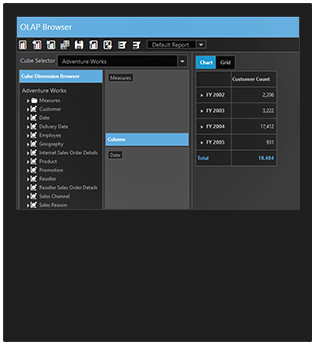 OLAP Browser
Default Report
Cube Selector Adventure Works
Cube Dimension Browser
Adventure Works
Measures
Customer
Date
Delivery Date
Employee
Geography
Internet Sales Order Details
Product
Promotion
Reseller
Reseller Sales Order Details
Sales Channel
Sales Reason
Measures
Column
Date
Chart Grid
Customer Count
FY 2002 2,206
FY 2003 3,222
FY 2004 17,412
FY 2005 931
Total 18,484